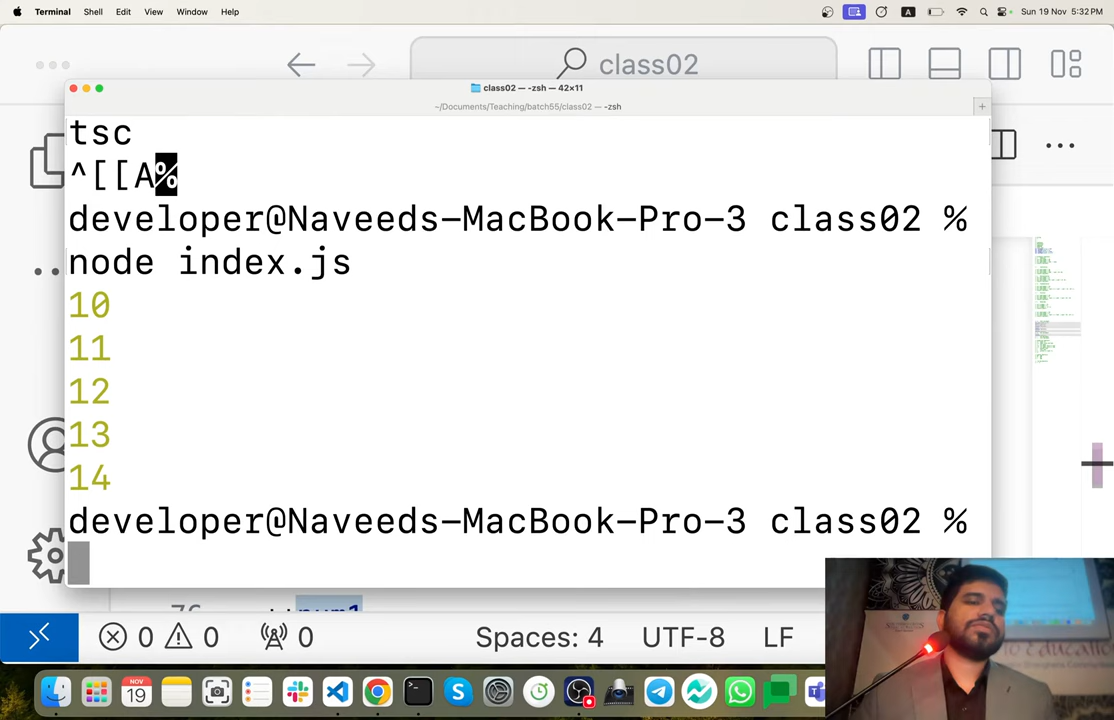 Terminal Shell Edit View Window Help
A
Sun 19 Nov 5:32 PM
class02
class02 — -zsh — 42×11
~/Documents/Teaching/batch55/class02 — -zsh
tsc
^[[A%
developer@Naveeds-MacBook-Pro-3 class02 %
node index.js
10
11
12
13
14
developer@Naveeds-MacBook-Pro-3 class02 %
0 0 0
Spaces: 4 UTF-8 LF
NOV
19